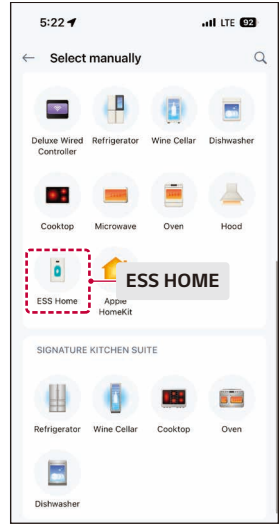 5:22
LTE 92
Select manually
Deluxe Wired Controller
Refrigerator
Wine Cellar
Dishwasher
Cooktop
Microwave
Oven
Hood
ESS Home
Apple HomeKit
ESS HOME
SIGNATURE KITCHEN SUITE
Refrigerator
Wine Cellar
Cooktop
Oven
Dishwasher